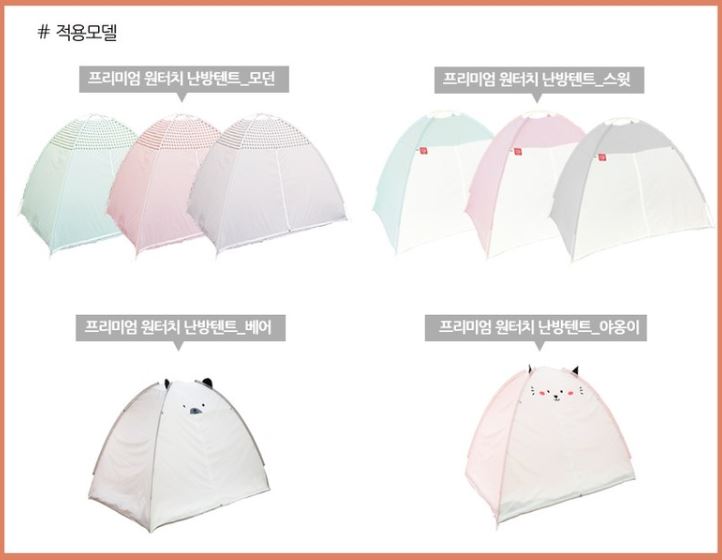 # 적용모델
프리미엄 원터치 난방텐트_모던
프리미엄 원터치 난방텐트_스윗
프리미엄 원터치 난방텐트_베어
프리미엄 원터치 난방텐트_야옹이